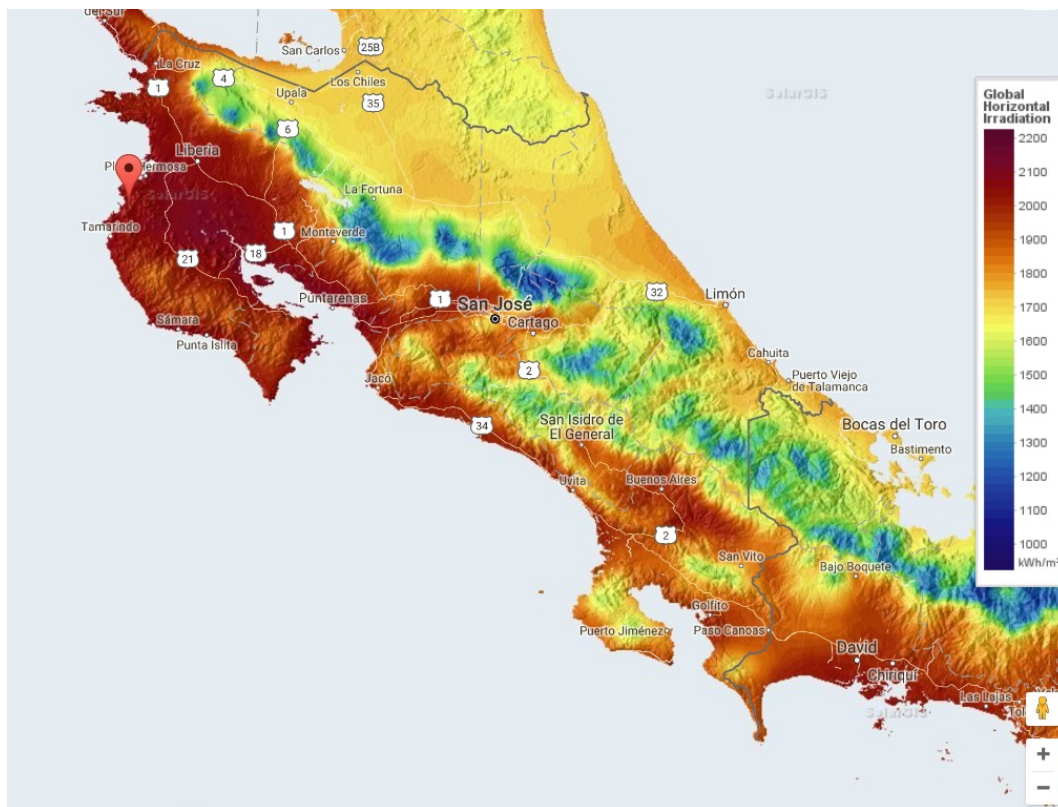 del Sur
La Cruz
San Carlos
25B
Los Chiles
4
1
Upala
35
6
SolarGIS
Global
Horizontal
Irradiation
2200
2100
2000
1900
1800
1700
1600
1500
1400
1300
1200
1100
1000
kWh/m²
Liberia
SolarGIS
La Fortuna
Tamarindo
1
Monteverde
21
18
Puntarenas
1
San José
32
Limón
Cartago
Sámara
Punta Islita
Cahuita
2
Puerto Viejo
de Talamanca
Jacó
34
San Isidro de
El General
Bocas del Toro
Bastimento
Uvita
Buenos Aires
2
San Vito
Bajo Boquete
Golfito
Puerto Jiménez
Paso Canoas
David
Chiriquí
Las Lajas
SolarGIS
+
−